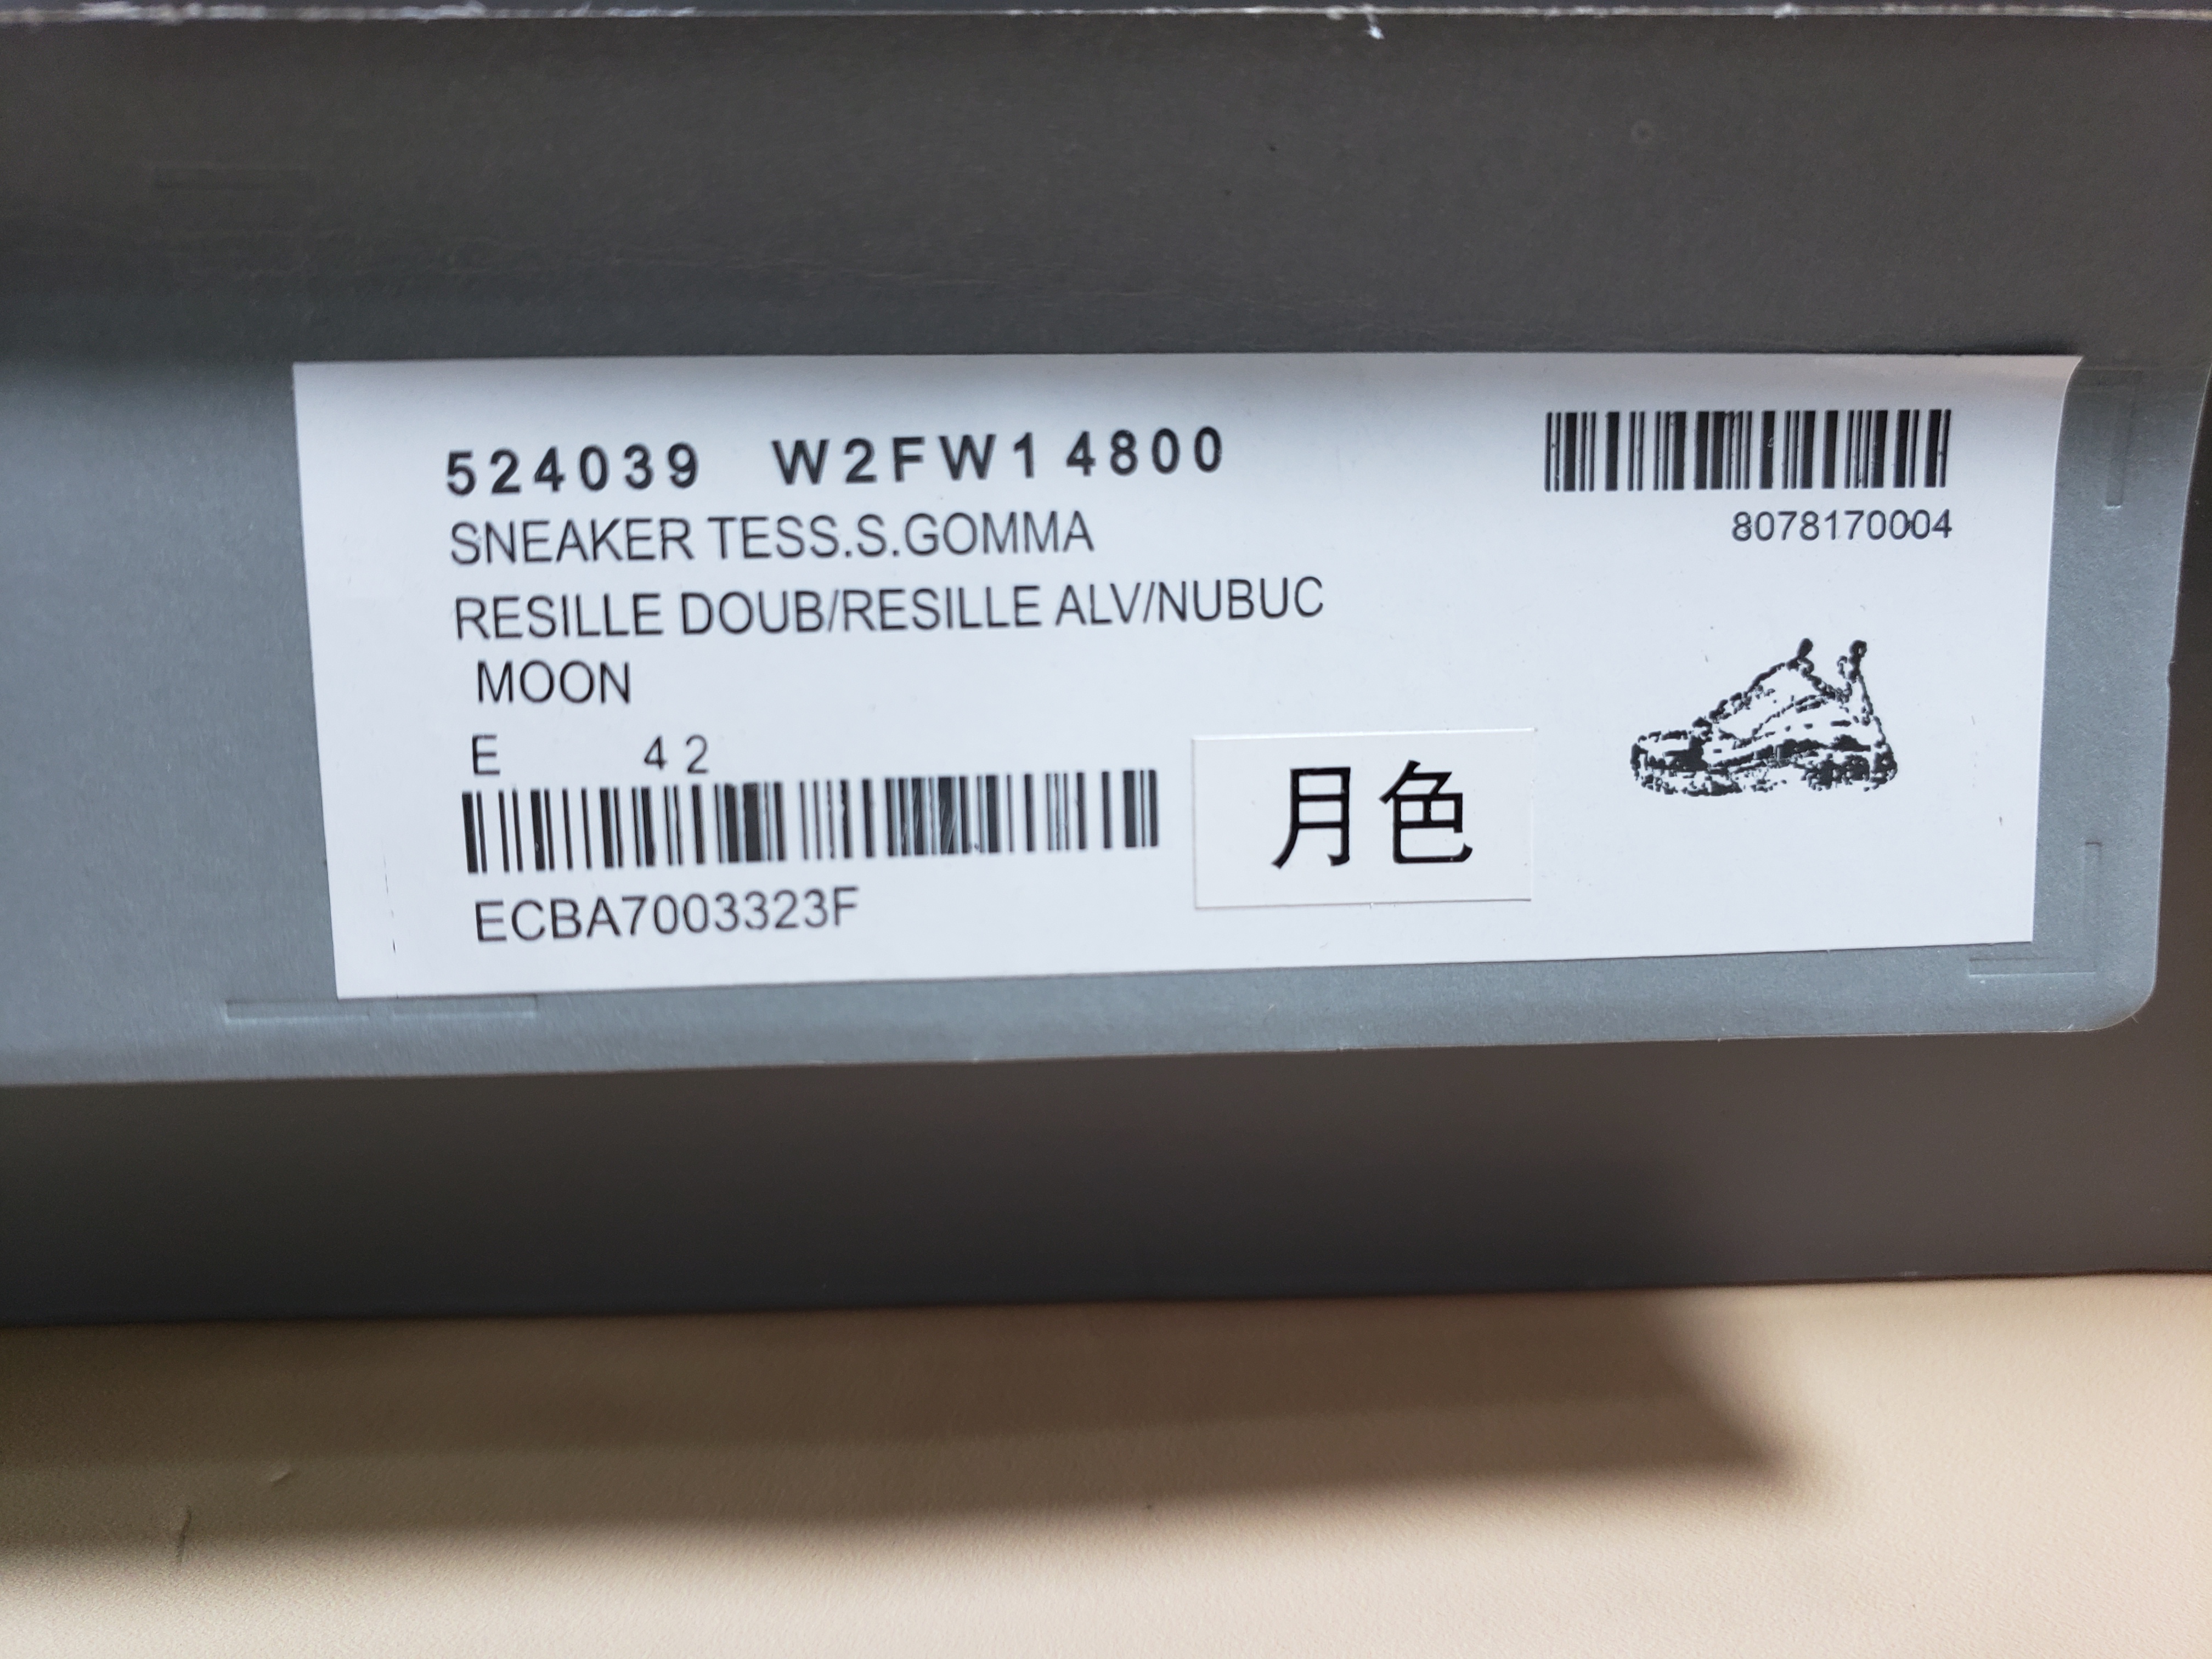 524039 W2FW14800
8078170004
SNEAKER TESS.S.GOMMA
RESILLE DOUB/RESILLE ALV/NUBUC
MOON
E 42
月色
ECBA7003323F